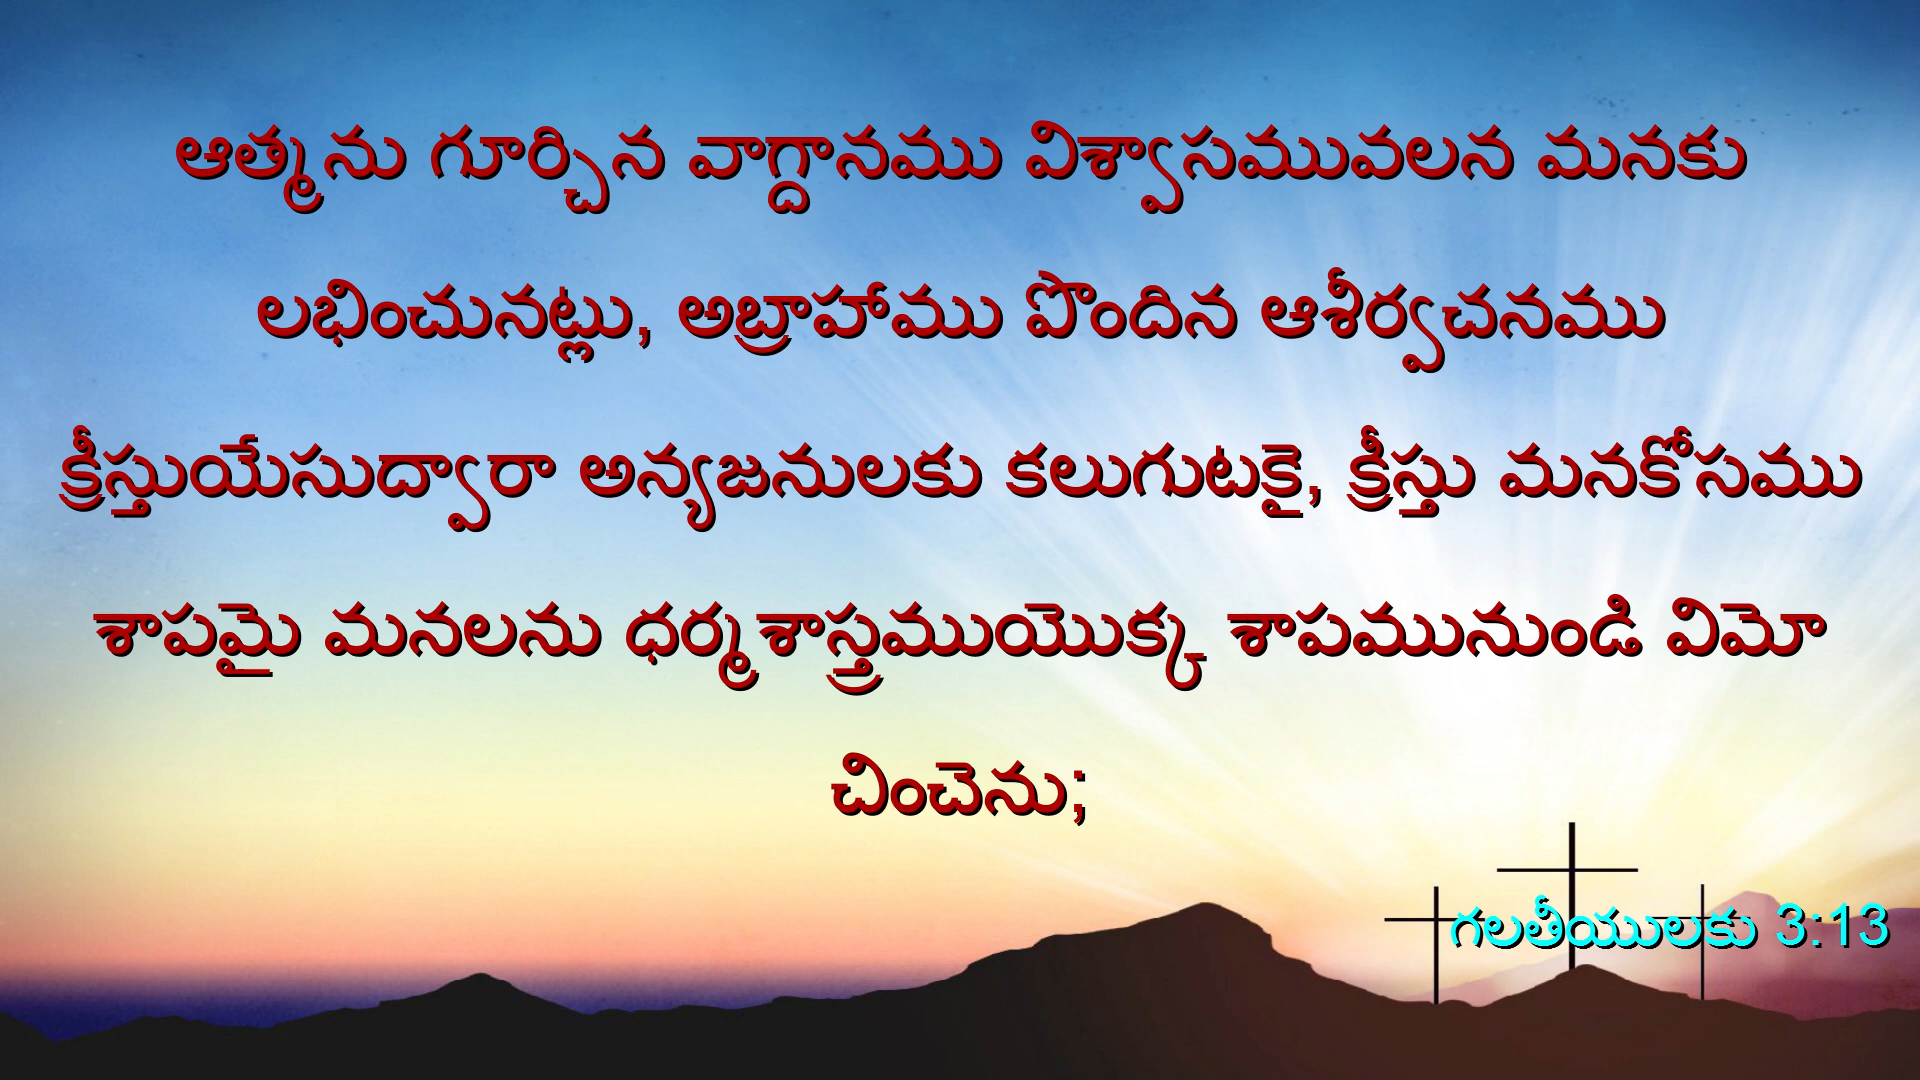 ఆత్మను గూర్చిన వాగ్దానము విశ్వాసమువలన మనకు
లభించునట్లు, అబ్రాహాము పొందిన ఆశీర్వచనము
క్రీస్తుయేసుద్వారా అన్యజనులకు కలుగుటకై, క్రీస్తు మనకోసము
శాపమై మనలను ధర్మశాస్త్రముయొక్క శాపమునుండి విమో
చించెను;
గలతీయులకు 3:13